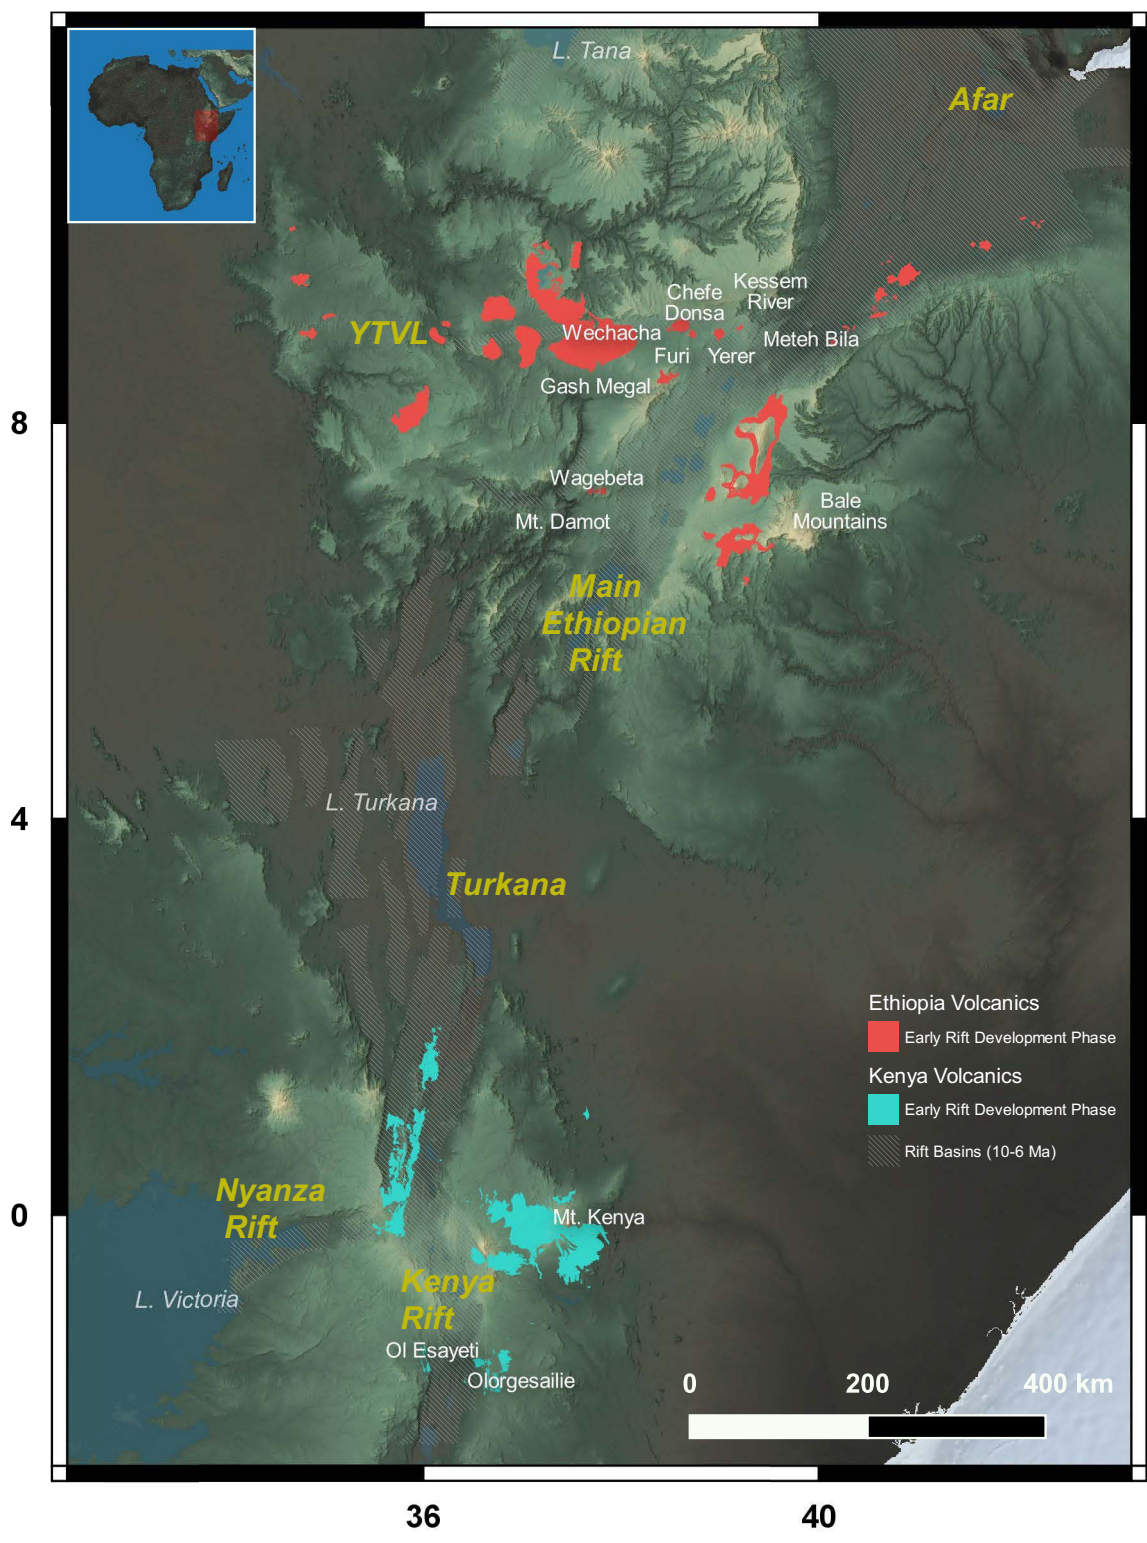 L. Tana
Afar
Kessem
River
Chefe
Donsa
YTVL
Wechacha
Meteh Bila
Furi
Yerer
Gash Megal
8
Wagebeta
Bale
Mountains
Mt. Damot
Main
Ethiopian
Rift
L. Turkana
4
Turkana
Ethiopia Volcanics
Early Rift Development Phase
Kenya Volcanics
Early Rift Development Phase
Rift Basins (10-6 Ma)
Nyanza
Rift
0
Mt. Kenya
Kenya
Rift
L. Victoria
Ol Esayeti
Olorgesailie
0 200 400 km
36 40